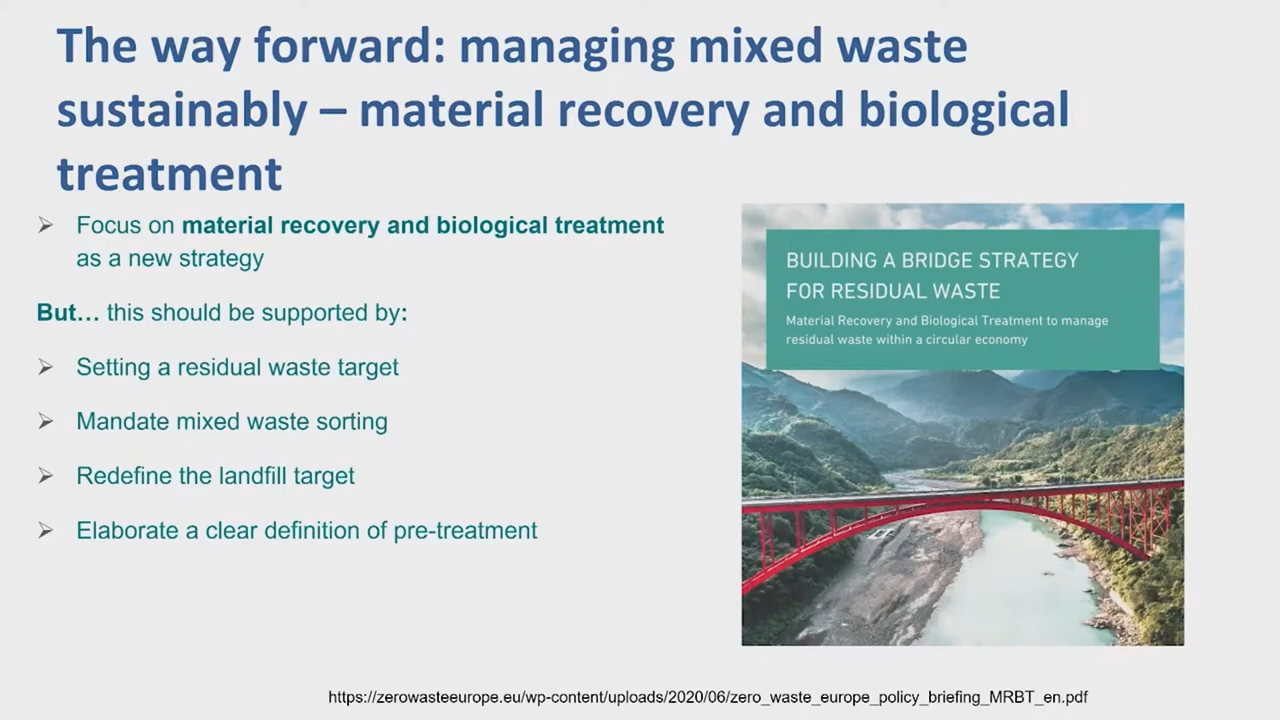 The way forward: managing mixed waste
sustainably – material recovery and biological
treatment
Focus on material recovery and biological treatment
as a new strategy
But… this should be supported by:
Setting a residual waste target
Mandate mixed waste sorting
Redefine the landfill target
Elaborate a clear definition of pre-treatment
BUILDING A BRIDGE STRATEGY
FOR RESIDUAL WASTE
Material Recovery and Biological Treatment to manage
residual waste within a circular economy
https://zerowasteeurope.eu/wp-content/uploads/2020/06/zero_waste_europe_policy_briefing_MRBT_en.pdf